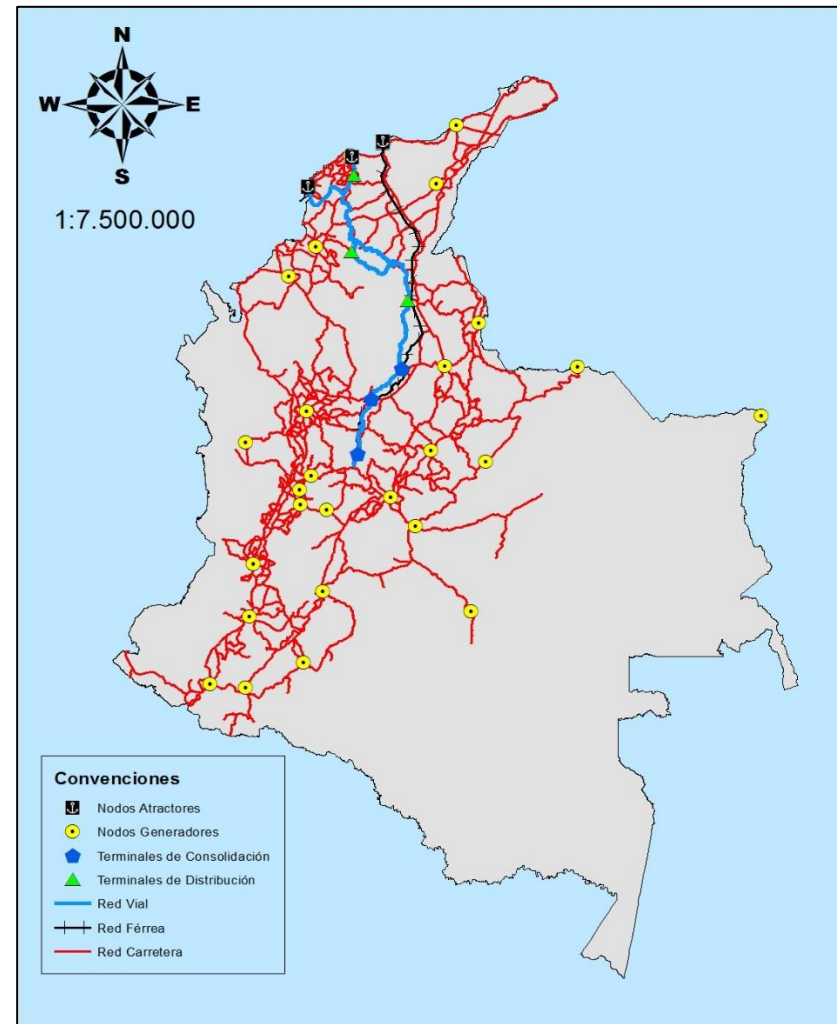 N
W E
S
1:7.500.000
Convenciones
Nodos Atractores
Nodos Generadores
Terminales de Consolidación
Terminales de Distribución
Red Vial
Red Férrea
Red Carretera